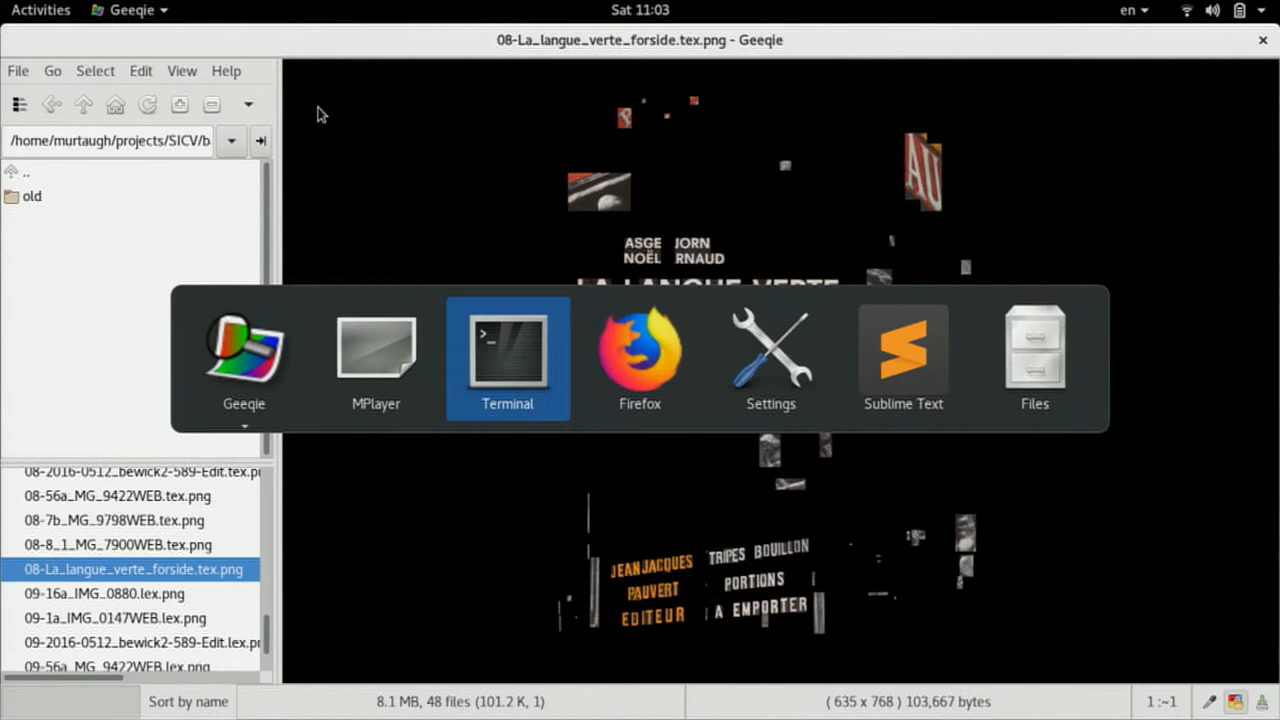 Activities
Geeqie
Sat 11:03
en
08-La_langue_verte_forside.tex.png - Geeqie
File Go Select Edit View Help
/home/murtaugh/projects/SICV/b
..
old
P
AU
ASGE JORN
NOËL RNAUD
LA LANGUE VERTE
Geeqie MPlayer Terminal Firefox Settings Sublime Text Files
08-2016-0512_bewick2-589-Edit.tex.p
08-56a_MG_9422WEB.tex.png
08-7b_MG_9798WEB.tex.png
08-8_1_MG_7900WEB.tex.png
08-La_langue_verte_forside.tex.png
09-16a_IMG_0880.lex.png
09-1a_IMG_0147WEB.lex.png
09-2016-0512_bewick2-589-Edit.lex.p
09-56a_MG_9422WEB.lex.png
JEAN JACQUES
PAUVERT
EDITEUR
TRIPES BOUILLON
PORTIONS
A EMPORTER
Sort by name
8.1 MB, 48 files (101.2 K, 1)
( 635 x 768 ) 103,667 bytes
1 :~1